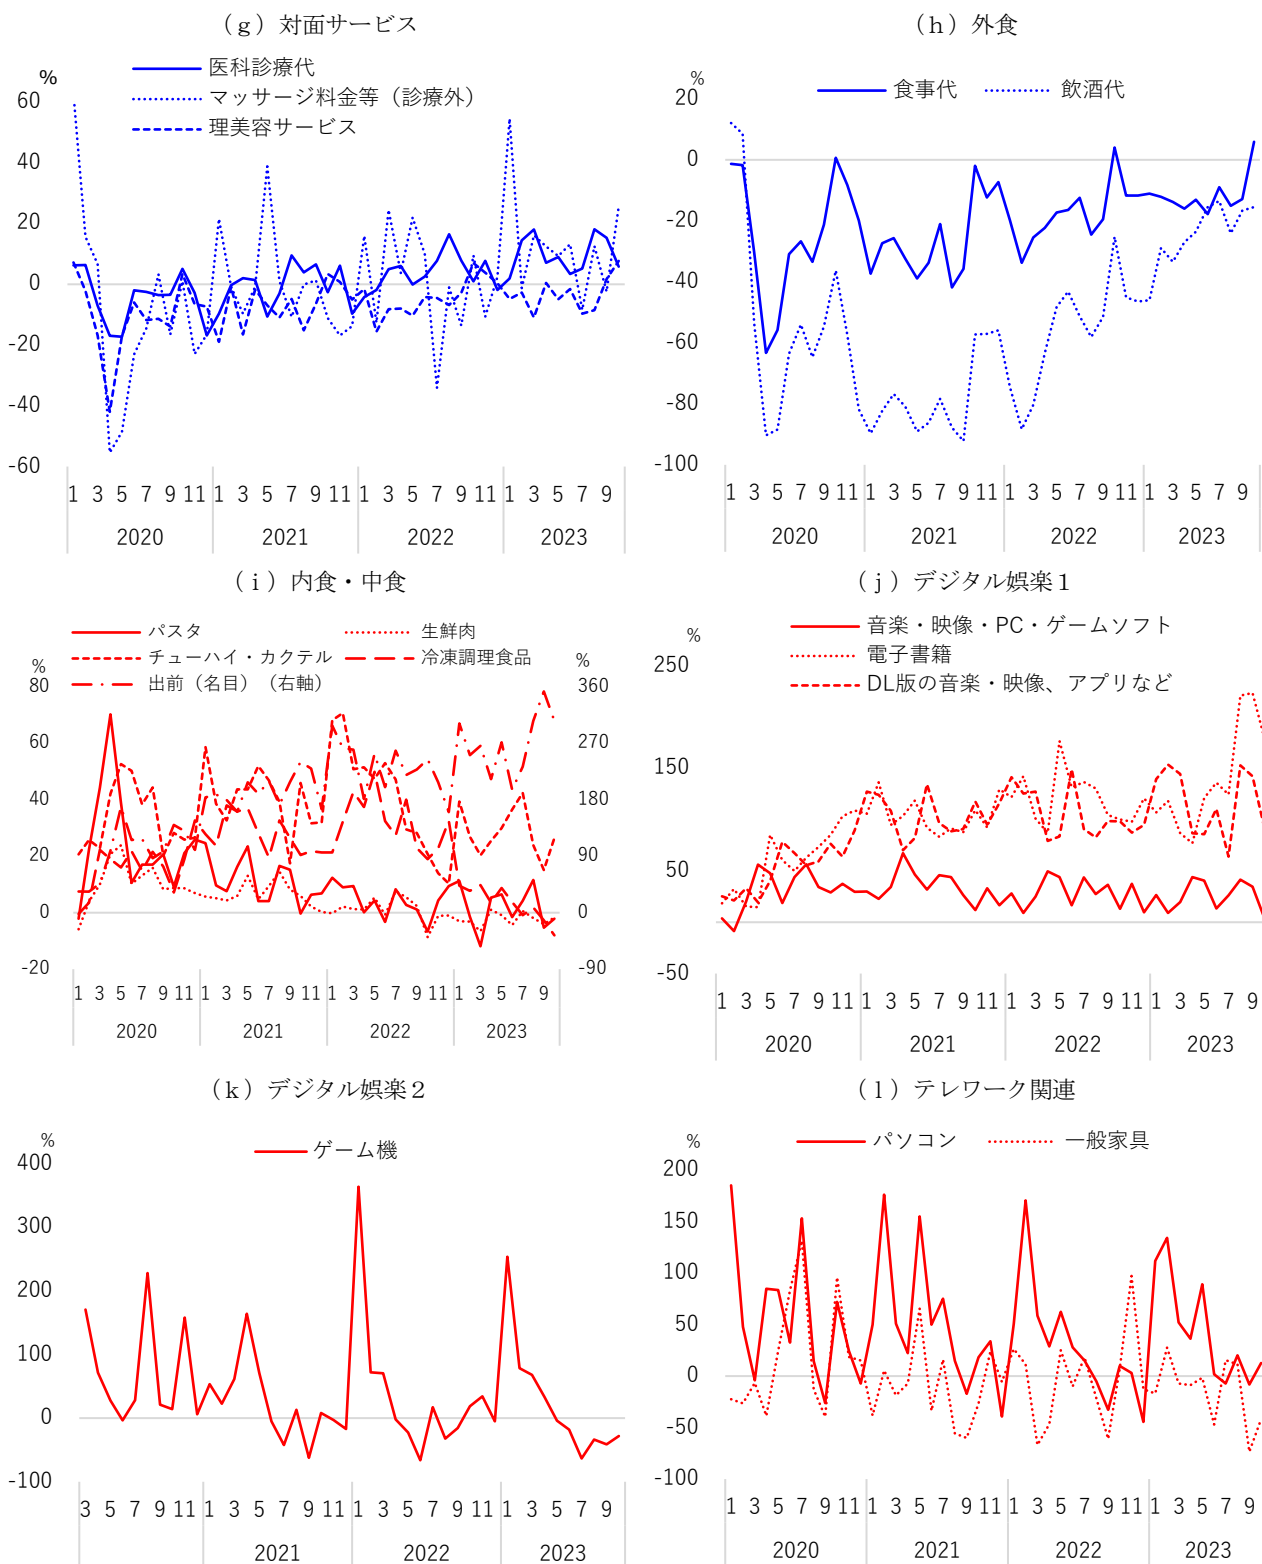 （ｇ）対面サービス
%
医科診療代
マッサージ料金等（診療外）
理美容サービス
60
40
20
0
-20
-40
-60
1 3 5 7 9 11 1 3 5 7 9 11 1 3 5 7 9 11 1 3 5 7 9
2020 2021 2022 2023
（ｈ）外食
%
食事代 飲酒代
20
0
-20
-40
-60
-80
-100
1 3 5 7 9 11 1 3 5 7 9 11 1 3 5 7 9 11 1 3 5 7 9
2020 2021 2022 2023
（ｉ）内食・中食
パスタ 生鮮肉
チューハイ・カクテル 冷凍調理食品
出前（名目）（右軸）
% %
80 360
60 270
40 180
20 90
0 0
-20 -90
1 3 5 7 9 11 1 3 5 7 9 11 1 3 5 7 9 11 1 3 5 7 9
2020 2021 2022 2023
（ｊ）デジタル娯楽１
%
音楽・映像・PC・ゲームソフト
電子書籍
DL版の音楽・映像、アプリなど
250
150
50
-50
1 3 5 7 9 11 1 3 5 7 9 11 1 3 5 7 9 11 1 3 5 7 9
2020 2021 2022 2023
（ｋ）デジタル娯楽２
%
ゲーム機
400
300
200
100
0
-100
3 5 7 9 11 1 3 5 7 9 11 1 3 5 7 9 11 1 3 5 7 9
2021 2022 2023
（ｌ）テレワーク関連
%
パソコン 一般家具
200
150
100
50
0
-50
-100
1 3 5 7 9 11 1 3 5 7 9 11 1 3 5 7 9 11 1 3 5 7 9
2020 2021 2022 2023